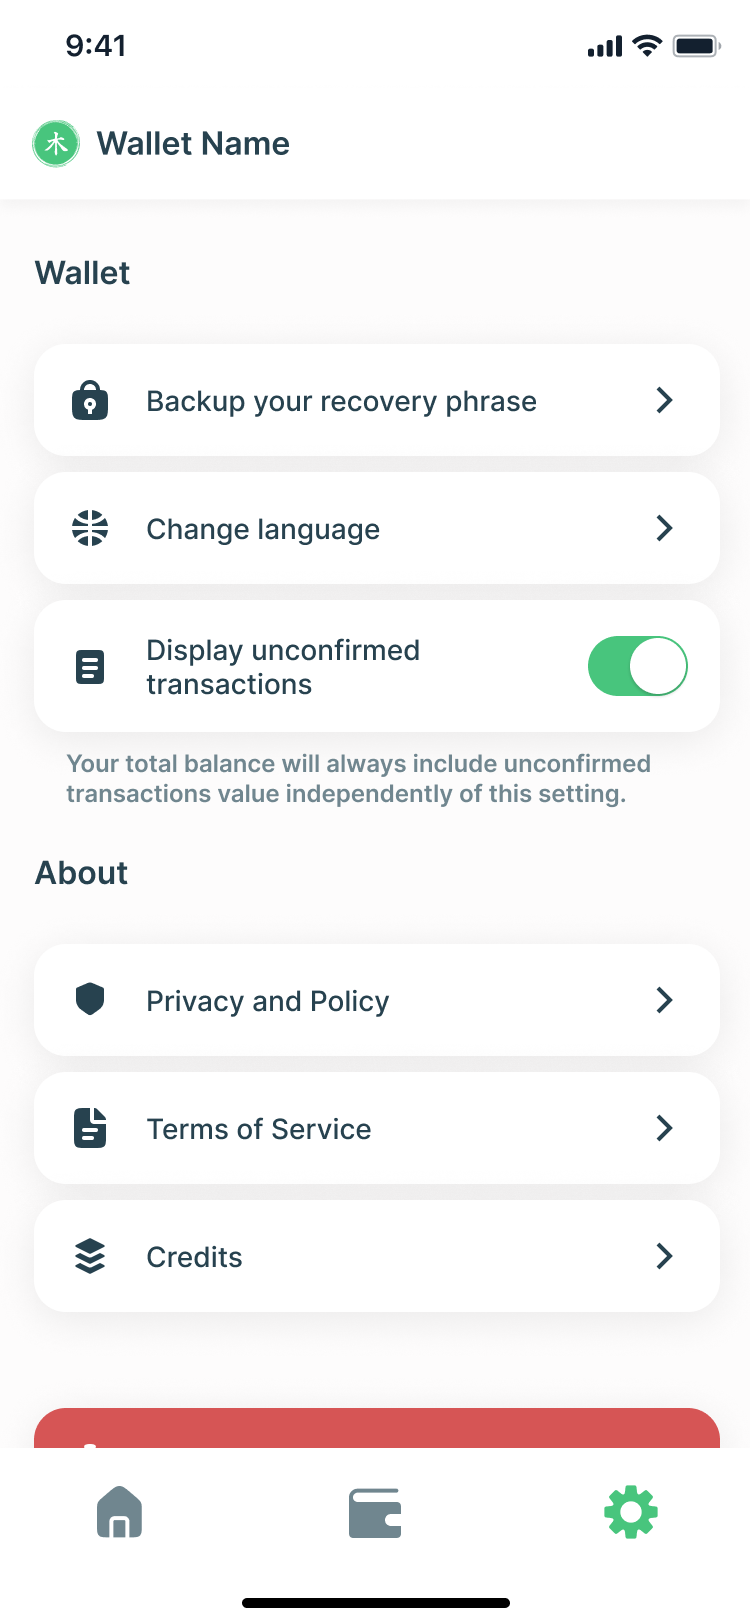 9:41
木 Wallet Name
Wallet
Backup your recovery phrase
Change language
Display unconfirmed
transactions
Your total balance will always include unconfirmed
transactions value independently of this setting.
About
Privacy and Policy
Terms of Service
Credits